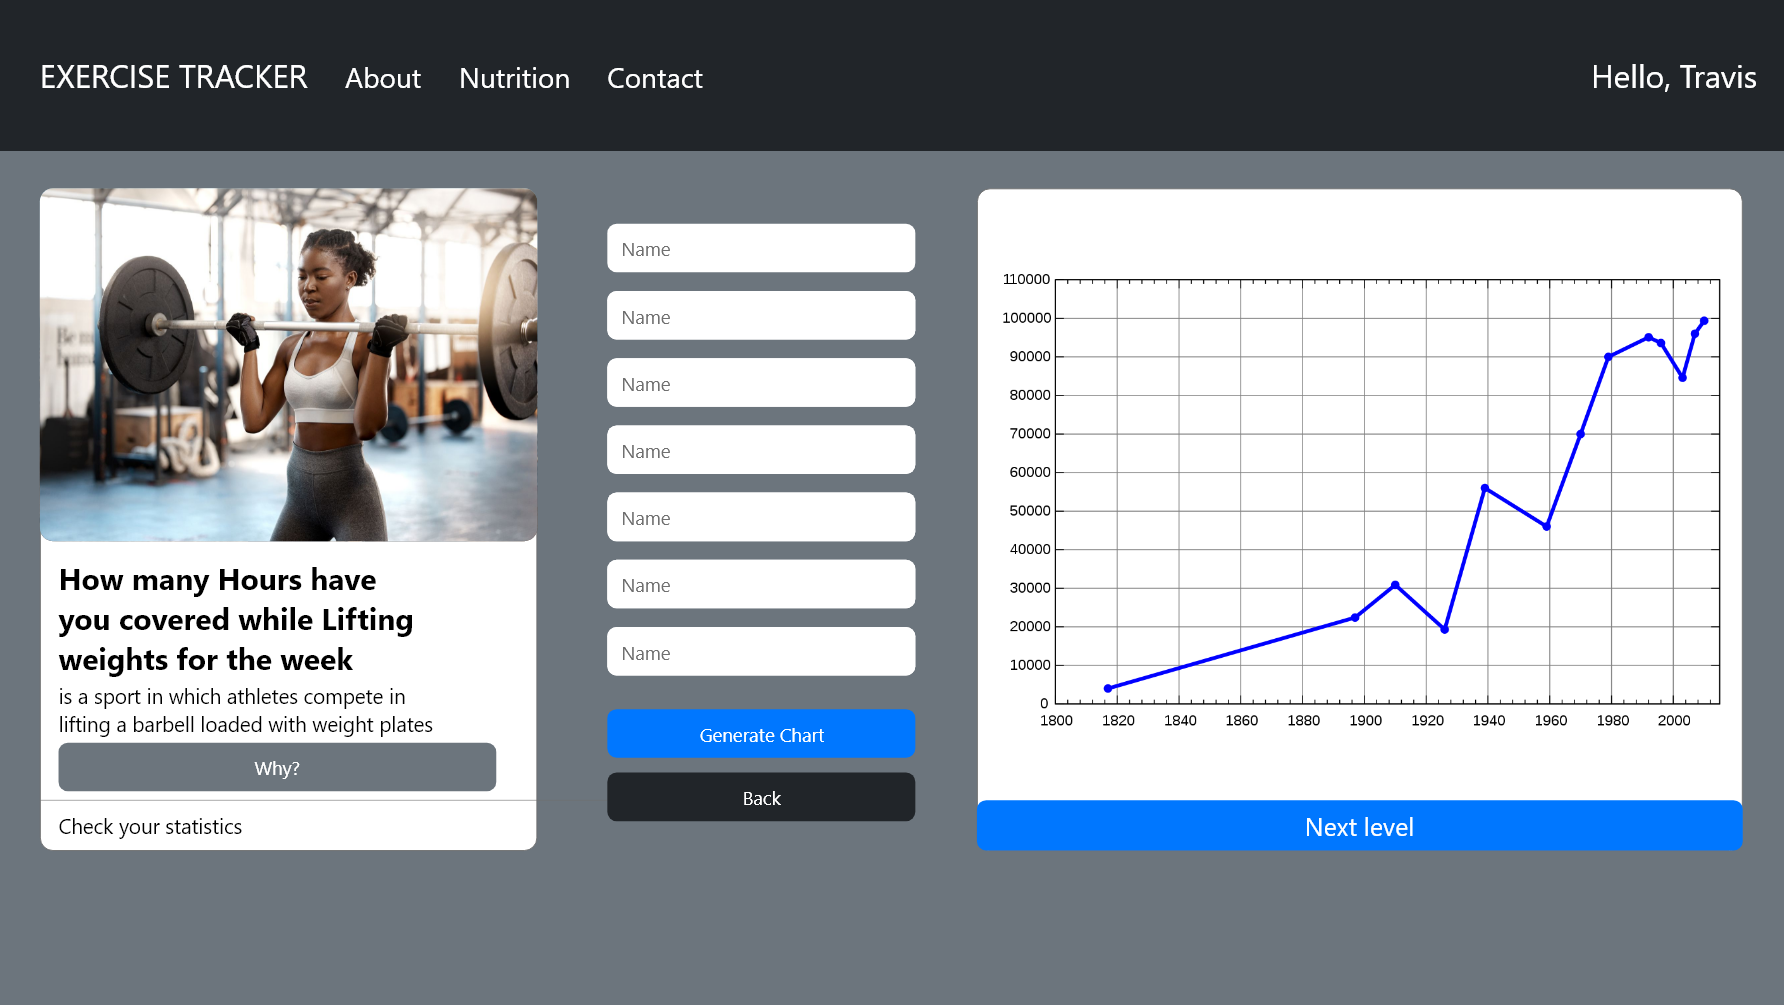 EXERCISE TRACKER About Nutrition Contact Hello, Travis
How many Hours have
you covered while Lifting
weights for the week
is a sport in which athletes compete in
lifting a barbell loaded with weight plates
Why?
Check your statistics
Name
Name
Name
Name
Name
Name
Name
Generate Chart
Back
110000
100000
90000
80000
70000
60000
50000
40000
30000
20000
10000
0
1800 1820 1840 1860 1880 1900 1920 1940 1960 1980 2000
Next level